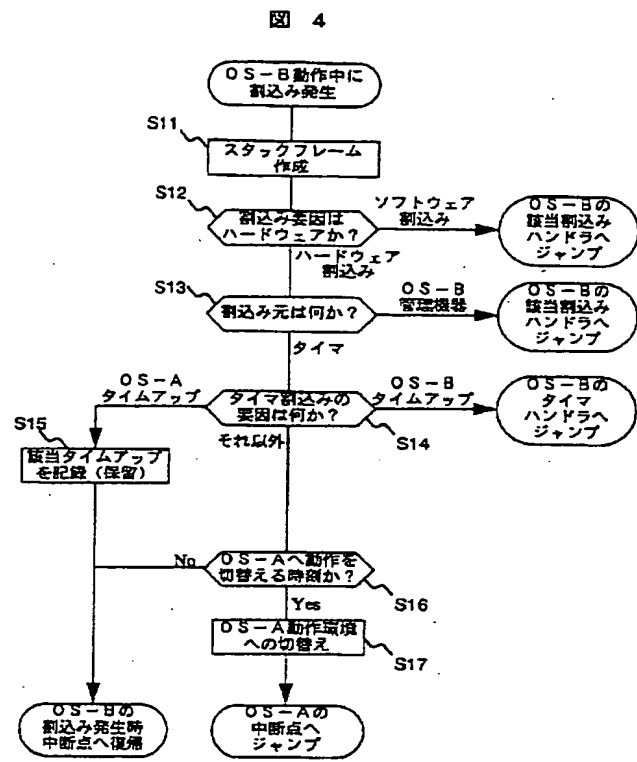 図 4
OS-B動作中に
割込み発生
S11
スタックフレーム
作成
S12
割込み要因は
ハードウェアか?
ソフトウェア
割込み
OS-Bの
該当割込み
ハンドラへ
ジャンプ
ハードウェア
割込み
S13
割込み元は何か?
OS-B
管理機器
OS-Bの
該当割込み
ハンドラへ
ジャンプ
タイマ
OS-A
タイムアップ
タイマ割込みの
要因は何か?
OS-B
タイムアップ
OS-Bの
タイマ
ハンドラへ
ジャンプ
S14
S15
該当タイムアップ
を記録(保留)
それ以外
No
OS-Aへ動作を
切替える時刻か?
S16
Yes
OS-A動作環境
への切替え
S17
OS-Bの
割込み発生時
中断点へ復帰
OS-Aの
中断点へ
ジャンプ